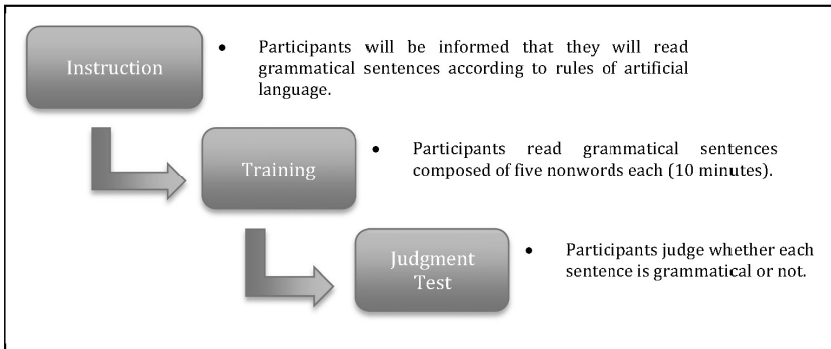 Instruction
• Participants will be informed that they will read
grammatical sentences according to rules of artificial
language.
Training
• Participants read grammatical sentences
composed of five nonwords each (10 minutes).
Judgment
Test
• Participants judge whether each
sentence is grammatical or not.